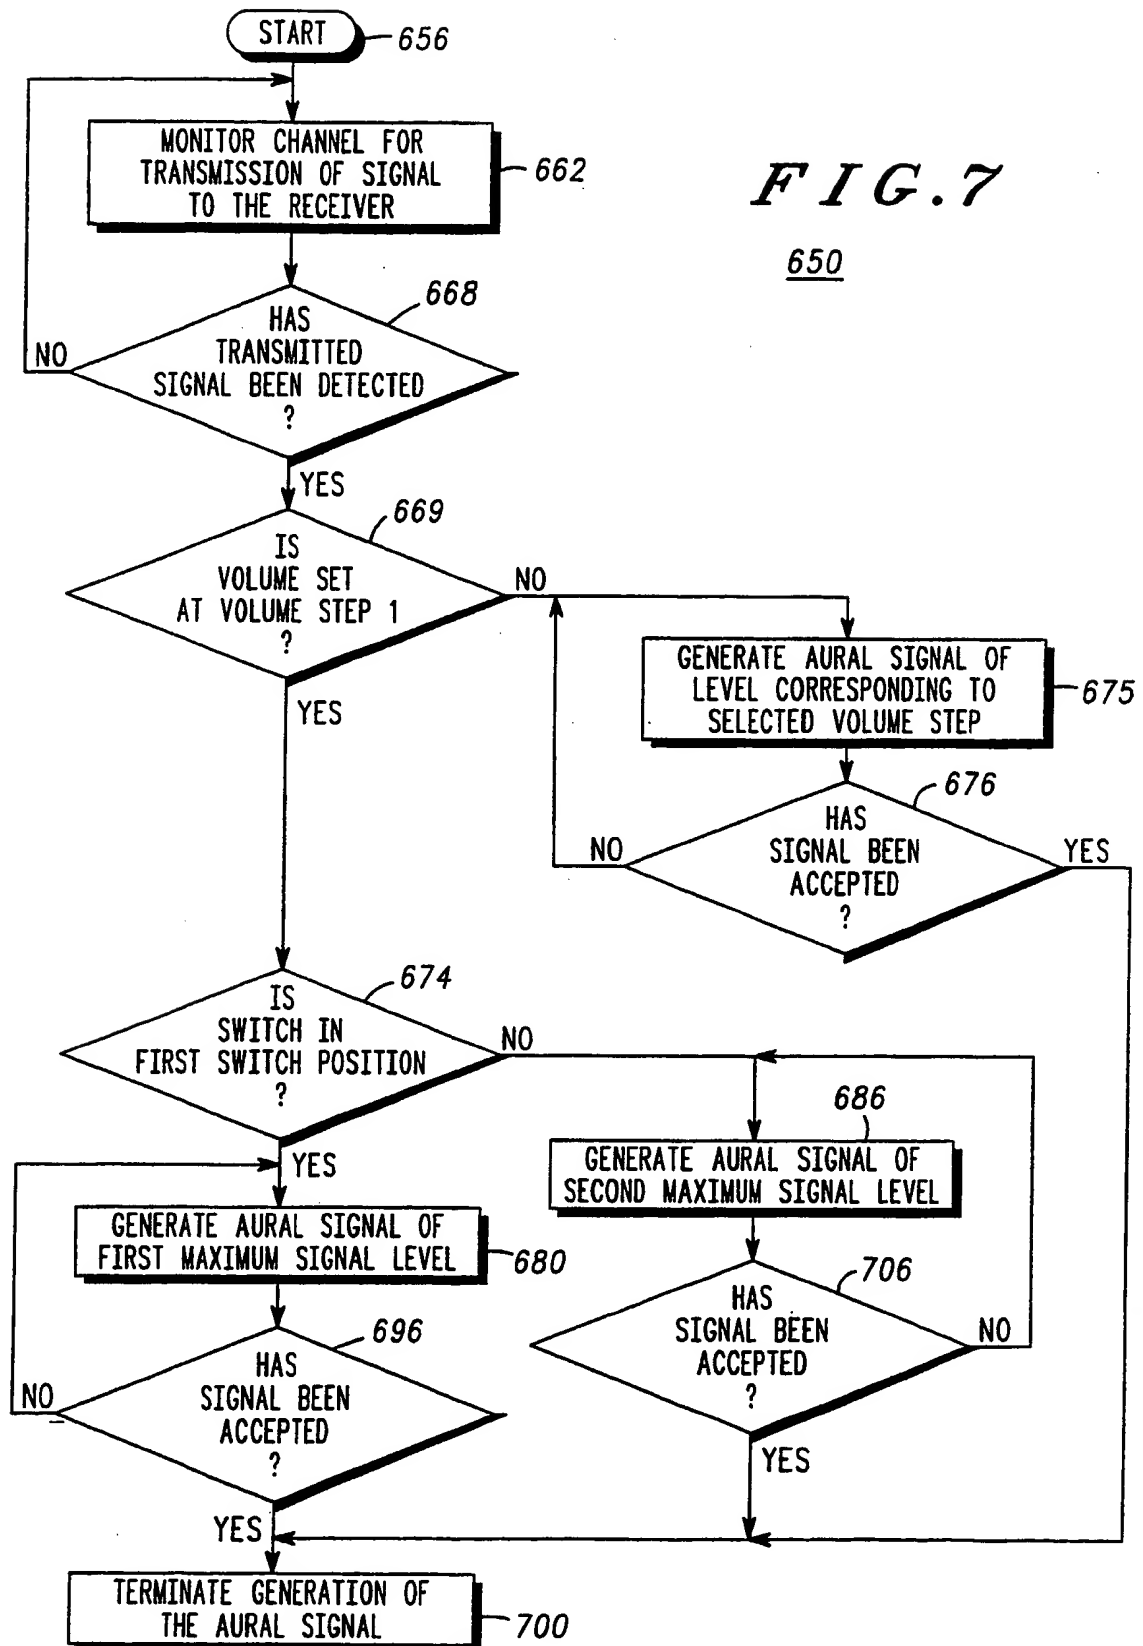 START
656
MONITOR CHANNEL FOR
TRANSMISSION OF SIGNAL
TO THE RECEIVER
662
FIG.7
650
HAS
TRANSMITTED
SIGNAL BEEN DETECTED
?
668
NO
YES
IS
VOLUME SET
AT VOLUME STEP 1
?
669
NO
YES
GENERATE AURAL SIGNAL OF
LEVEL CORRESPONDING TO
SELECTED VOLUME STEP
675
HAS
SIGNAL BEEN
ACCEPTED
?
676
NO
YES
IS
SWITCH IN
FIRST SWITCH POSITION
?
674
NO
YES
GENERATE AURAL SIGNAL OF
SECOND MAXIMUM SIGNAL LEVEL
686
GENERATE AURAL SIGNAL OF
FIRST MAXIMUM SIGNAL LEVEL
680
HAS
SIGNAL BEEN
ACCEPTED
?
706
NO
YES
HAS
SIGNAL BEEN
ACCEPTED
?
696
NO
YES
TERMINATE GENERATION OF
THE AURAL SIGNAL
700